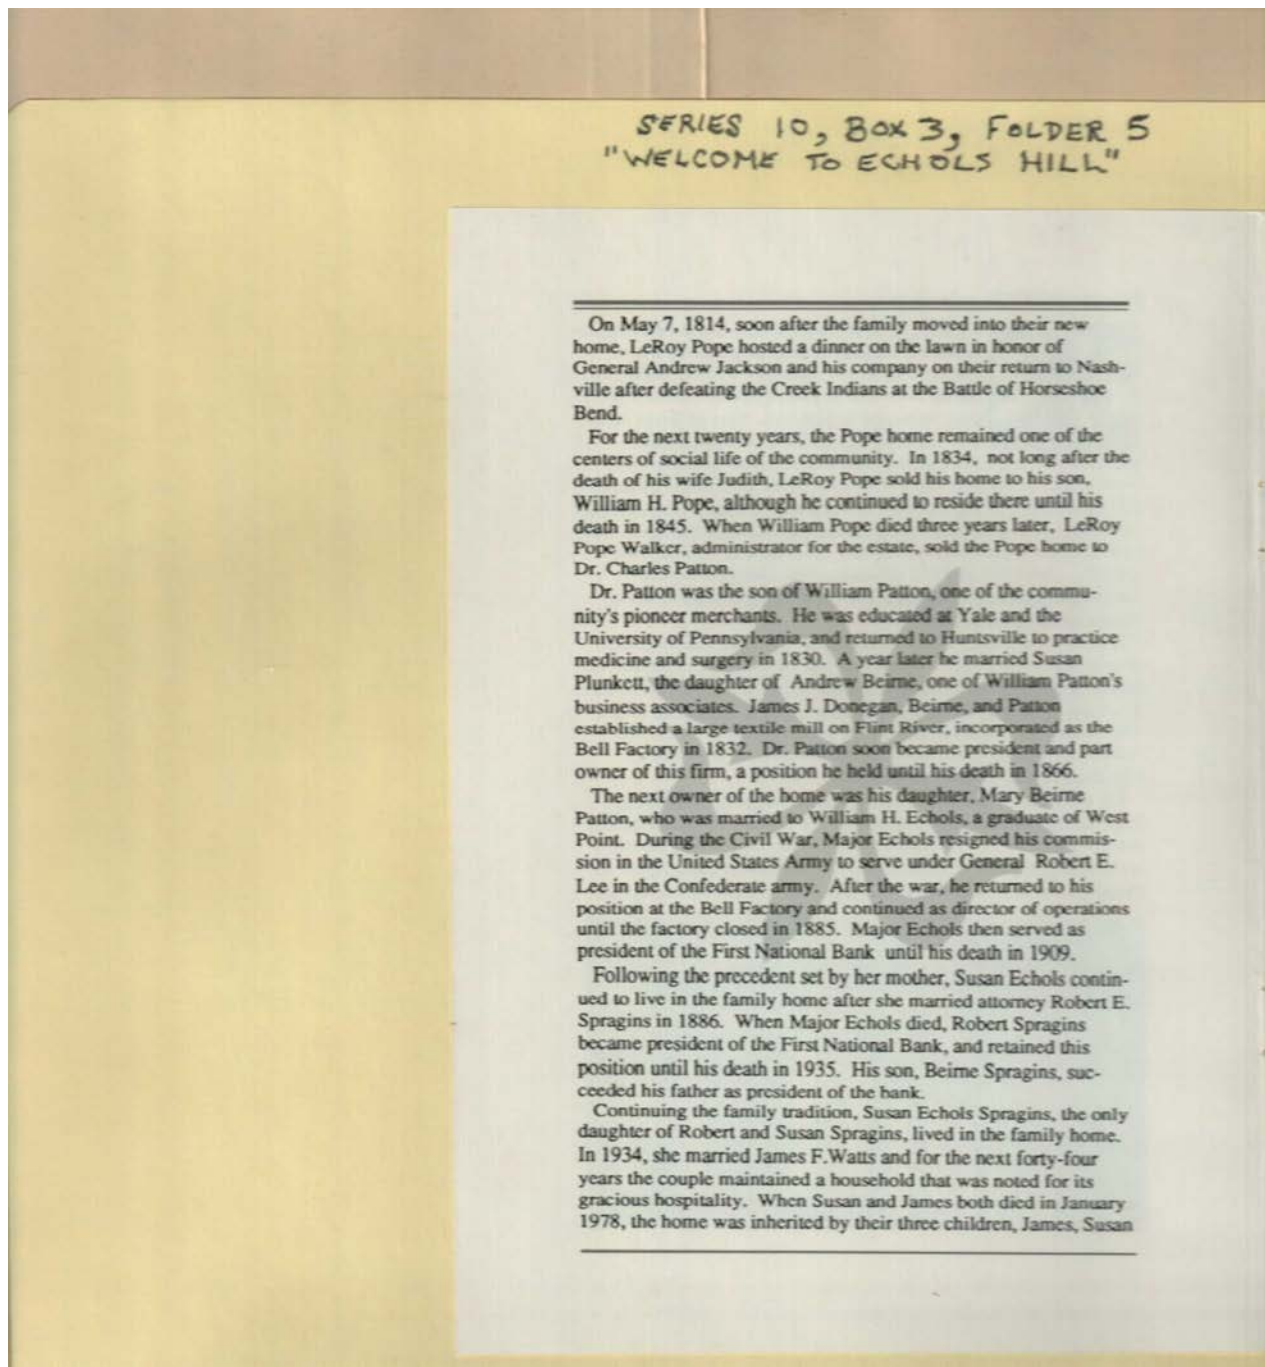 SERIES 10, BOX 3, FOLDER 5
"WELCOME TO ECHOLS HILL"
On May 7, 1814, soon after the family moved into their new
home, LeRoy Pope hosted a dinner on the lawn in honor of
General Andrew Jackson and his company on their return to Nash-
ville after defeating the Creek Indians at the Battle of Horseshoe
Bend.
For the next twenty years, the Pope home remained one of the
centers of social life of the community. In 1834, not long after the
death of his wife Judith, LeRoy Pope sold his home to his son,
William H. Pope, although he continued to reside there until his
death in 1845. When William Pope died three years later, LeRoy
Pope Walker, administrator for the estate, sold the Pope home to
Dr. Charles Patton.
Dr. Patton was the son of William Patton, one of the commu-
nity's pioneer merchants. He was educated at Yale and the
University of Pennsylvania, and returned to Huntsville to practice
medicine and surgery in 1830. A year later he married Susan
Plunkett, the daughter of Andrew Beirne, one of William Patton's
business associates. James J. Donegan, Beirne, and Patton
established a large textile mill on Flint River, incorporated as the
Bell Factory in 1832. Dr. Patton soon became president and part
owner of this firm, a position he held until his death in 1866.
The next owner of the home was his daughter, Mary Beirne
Patton, who was married to William H. Echols, a graduate of West
Point. During the Civil War, Major Echols resigned his commis-
sion in the United States Army to serve under General Robert E.
Lee in the Confederate army. After the war, he returned to his
position at the Bell Factory and continued as director of operations
until the factory closed in 1885. Major Echols then served as
president of the First National Bank until his death in 1909.
Following the precedent set by her mother, Susan Echols contin-
ued to live in the family home after she married attorney Robert E.
Spragins in 1886. When Major Echols died, Robert Spragins
became president of the First National Bank, and retained this
position until his death in 1935. His son, Beirne Spragins, suc-
ceeded his father as president of the bank.
Continuing the family tradition, Susan Echols Spragins, the only
daughter of Robert and Susan Spragins, lived in the family home.
In 1934, she married James F.Watts and for the next forty-four
years the couple maintained a household that was noted for its
gracious hospitality. When Susan and James both died in January
1978, the home was inherited by their three children, James, Susan